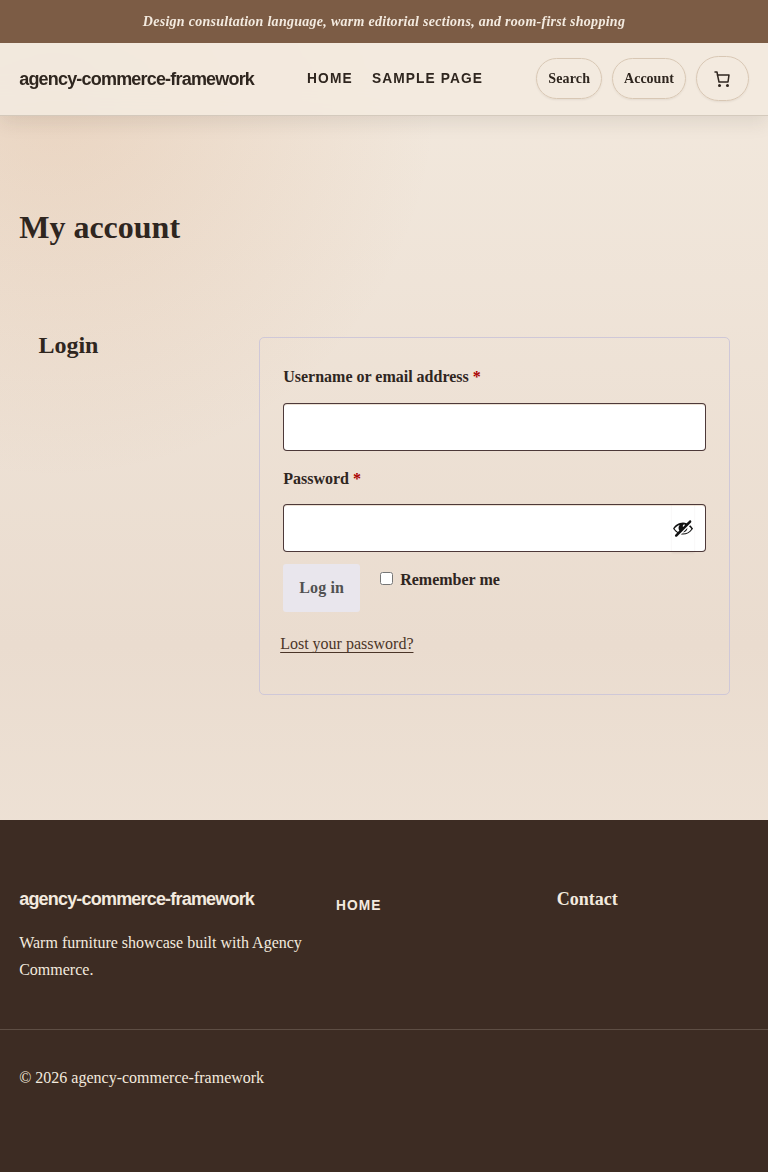 Design consultation language, warm editorial sections, and room-first shopping
agency-commerce-framework
HOME
SAMPLE PAGE
Search
Account
My account
Login
Username or email address *
Password *
Log in
Remember me
Lost your password?
agency-commerce-framework
Warm furniture showcase built with Agency
Commerce.
HOME
Contact
© 2026 agency-commerce-framework